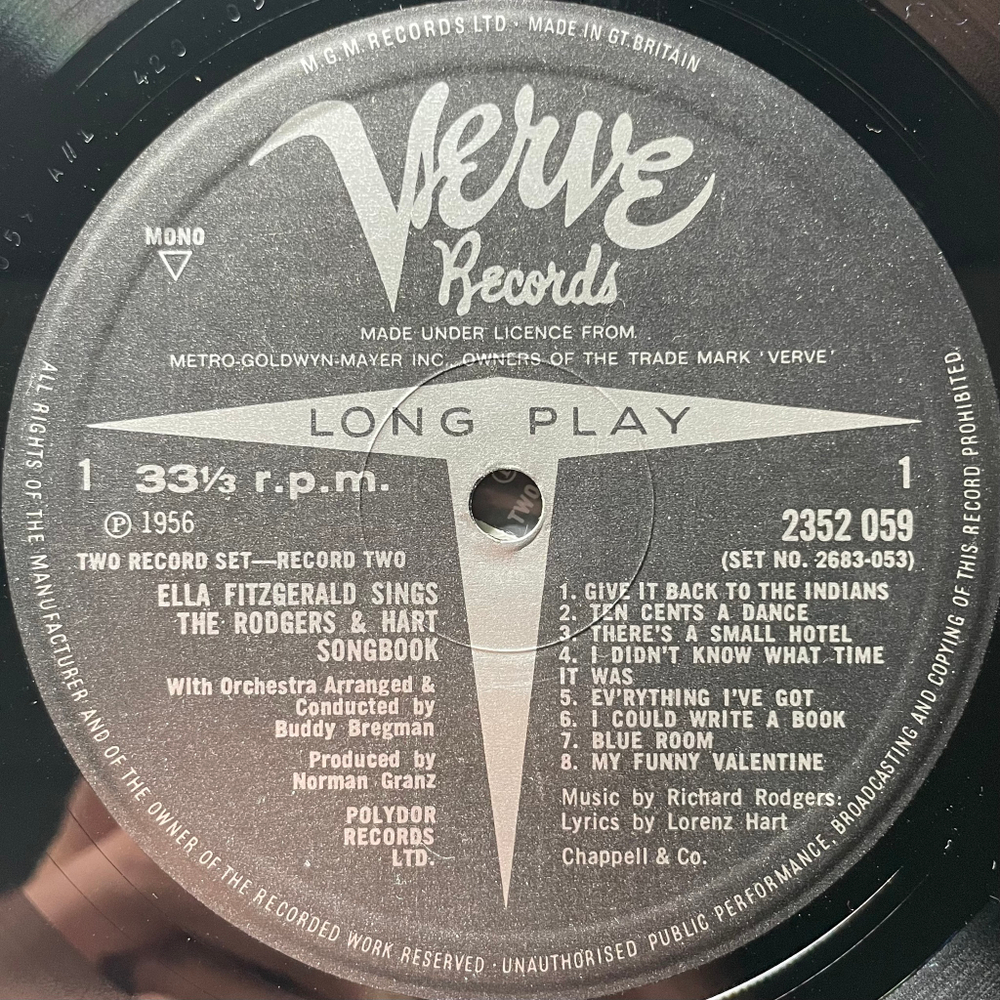 M.G.M. RECORDS LTD · MADE IN GT. BRITAIN
Verve
Records
MONO
MADE UNDER LICENCE FROM
METRO-GOLDWYN-MAYER INC., OWNERS OF THE TRADE MARK 'VERVE'
LONG PLAY
1 33⅓ r.p.m.
1
Ⓟ 1956
2352 059
TWO RECORD SET—RECORD TWO
(SET NO. 2683-053)
ELLA FITZGERALD SINGS
THE RODGERS & HART
SONGBOOK
With Orchestra Arranged &
Conducted by
Buddy Bregman
Produced by
Norman Granz
POLYDOR
RECORDS
LTD.
1. GIVE IT BACK TO THE INDIANS
2. TEN CENTS A DANCE
3. THERE'S A SMALL HOTEL
4. I DIDN'T KNOW WHAT TIME
IT WAS
5. EV'RYTHING I'VE GOT
6. I COULD WRITE A BOOK
7. BLUE ROOM
8. MY FUNNY VALENTINE
Music by Richard Rodgers:
Lyrics by Lorenz Hart
Chappell & Co.
ALL RIGHTS OF THE MANUFACTURER AND OF THE OWNER OF THE RECORDED WORK RESERVED · UNAUTHORISED PUBLIC PERFORMANCE, BROADCASTING AND COPYING OF THIS RECORD PROHIBITED.
TWO
420